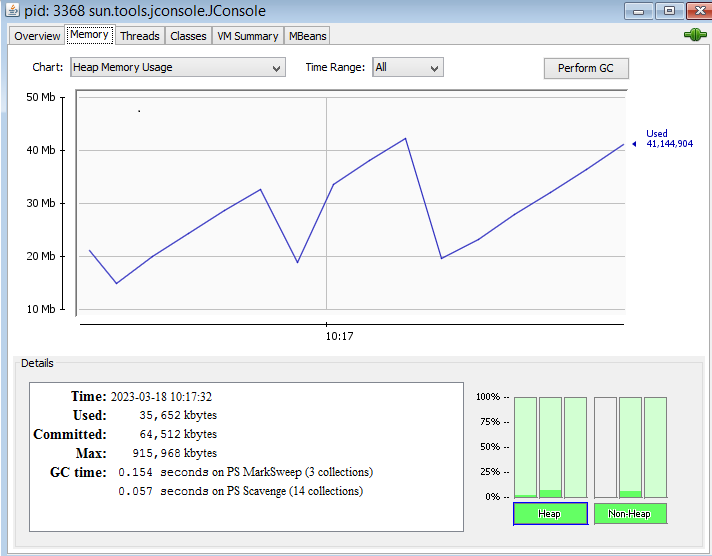 pid: 3368 sun.tools.jconsole.JConsole
Overview Memory Threads Classes VM Summary MBeans
Chart: Heap Memory Usage Time Range: All Perform GC
50 Mb
40 Mb
30 Mb
20 Mb
10 Mb
Used
41,144,904
10:17
Details
Time: 2023-03-18 10:17:32
Used: 35,652 kbytes
Committed: 64,512 kbytes
Max: 915,968 kbytes
GC time: 0.154 seconds on PS MarkSweep (3 collections)
0.057 seconds on PS Scavenge (14 collections)
100% --
75% --
50% --
25% --
0% --
Heap Non-Heap